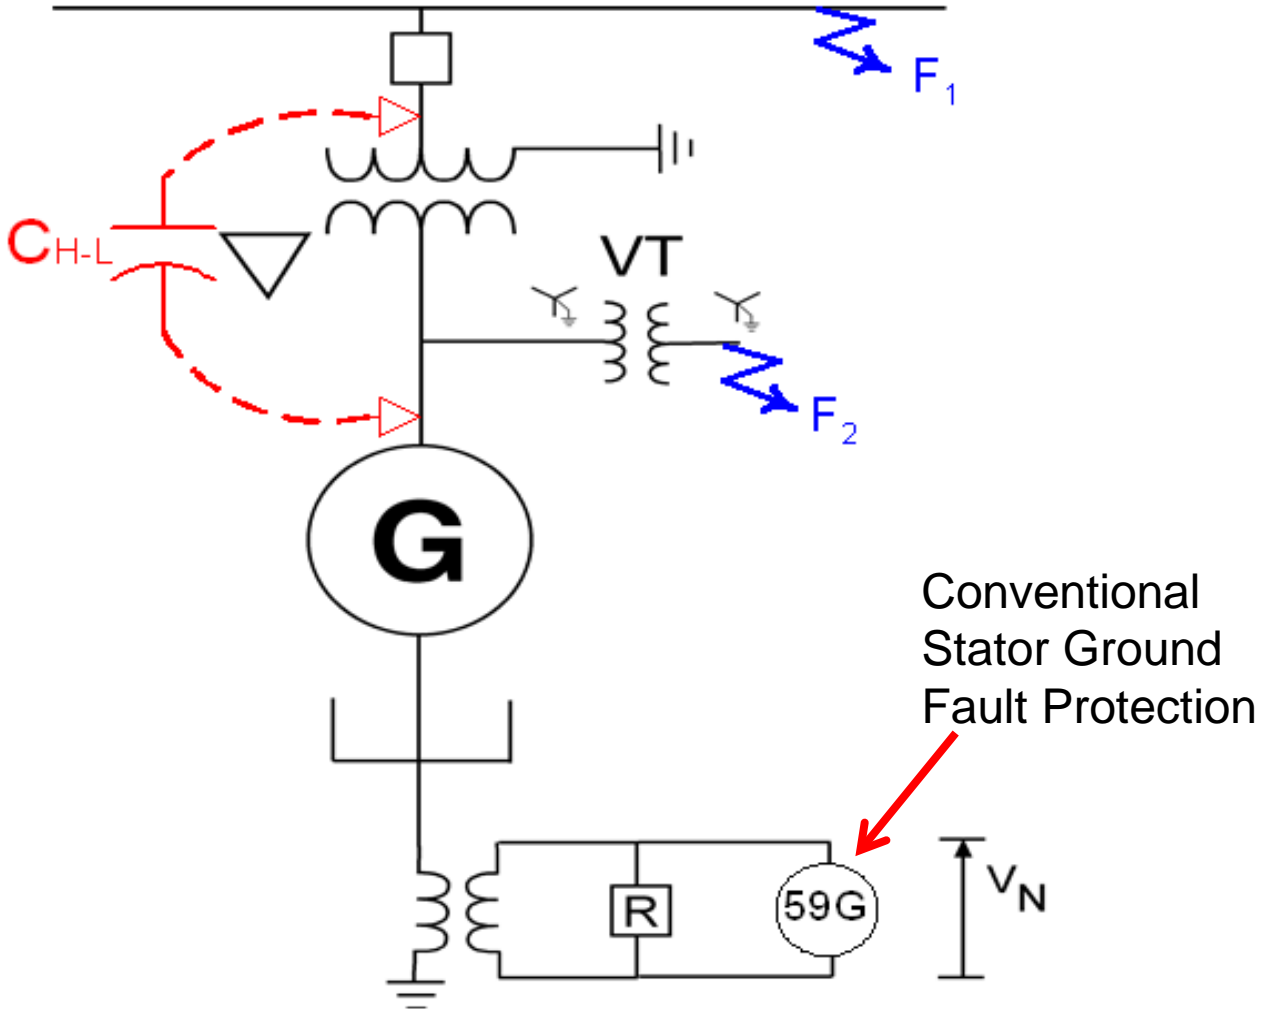 F1
CH-L
VT
F2
G
Conventional
Stator Ground
Fault Protection
R
59G
VN